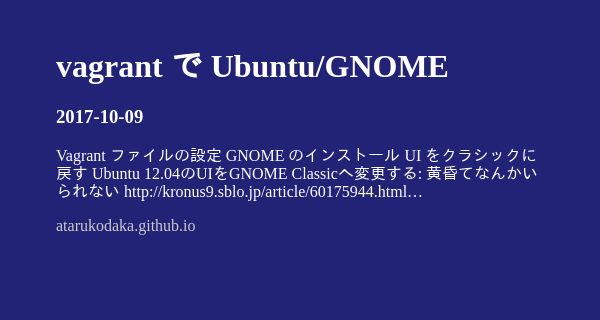 vagrant で Ubuntu/GNOME
2017-10-09
Vagrant ファイルの設定 GNOME のインストール UI をクラシックに
戻す Ubuntu 12.04のUIをGNOME Classicへ変更する: 黄昏てなんかい
られない http://kronus9.sblo.jp/article/60175944.html…
atarukodaka.github.io